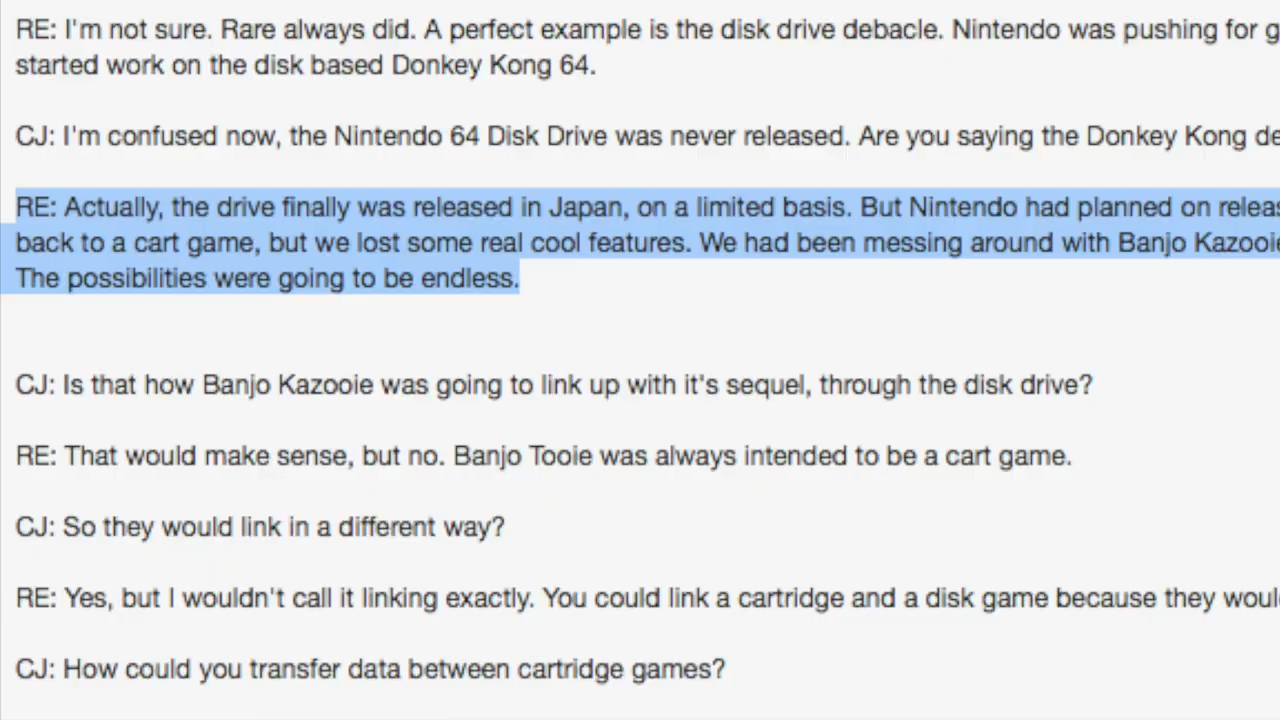 RE: I'm not sure. Rare always did. A perfect example is the disk drive debacle. Nintendo was pushing for
started work on the disk based Donkey Kong 64.
CJ: I'm confused now, the Nintendo 64 Disk Drive was never released. Are you saying the Donkey Kong
RE: Actually, the drive finally was released in Japan, on a limited basis. But Nintendo had planned on
back to a cart game, but we lost some real cool features. We had been messing around with Banjo
The possibilities were going to be endless.
CJ: Is that how Banjo Kazooie was going to link up with it's sequel, through the disk drive?
RE: That would make sense, but no. Banjo Tooie was always intended to be a cart game.
CJ: So they would link in a different way?
RE: Yes, but I wouldn't call it linking exactly. You could link a cartridge and a disk game because they
CJ: How could you transfer data between cartridge games?